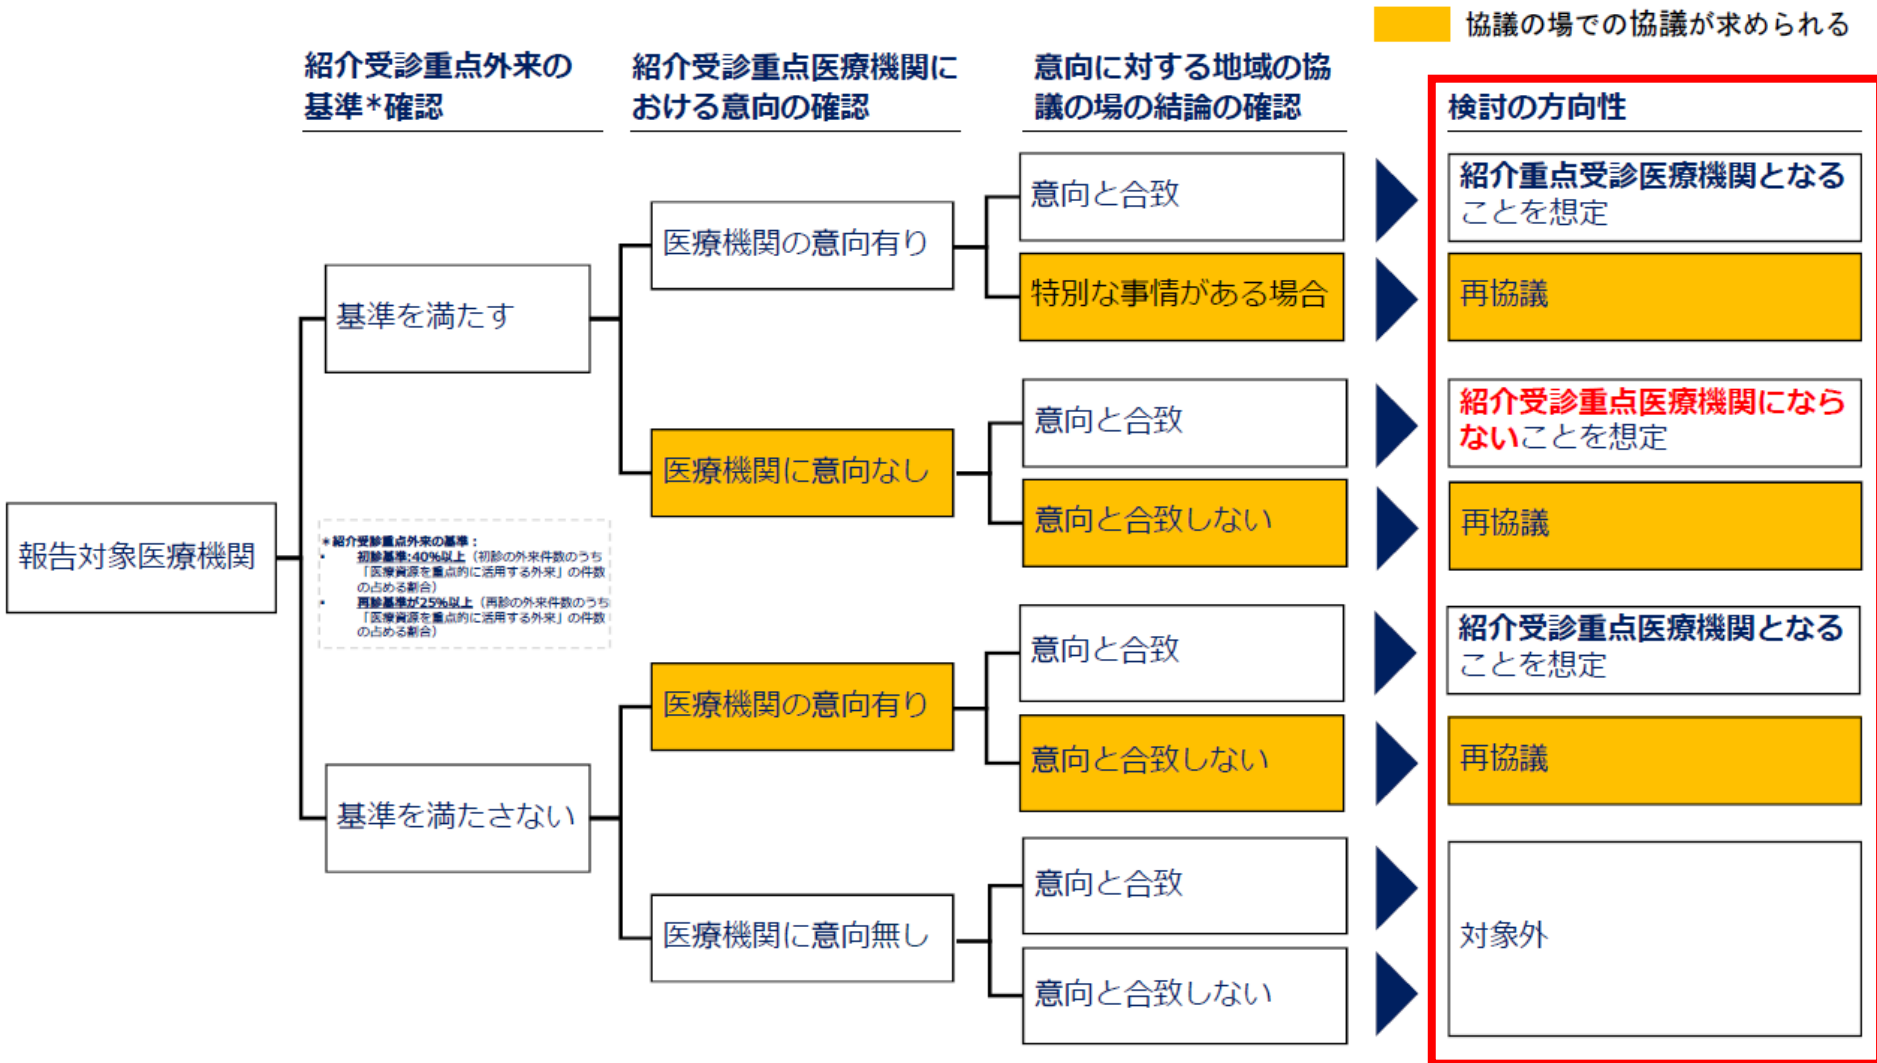 協議の場での協議が求められる
紹介受診重点外来の
基準*確認
紹介受診重点医療機関に
おける意向の確認
意向に対する地域の協
議の場の結論の確認
検討の方向性
報告対象医療機関
基準を満たす
医療機関の意向有り
意向と合致
紹介重点受診医療機関となる
ことを想定
特別な事情がある場合
再協議
医療機関に意向なし
意向と合致
紹介受診重点医療機関になら
ないことを想定
意向と合致しない
再協議
*紹介受診重点外来の基準：
▪ 初診基準:40%以上（初診の外来件数のうち
「医療資源を重点的に活用する外来」の件数
の占める割合）
▪ 再診基準が25%以上（再診の外来件数のうち
「医療資源を重点的に活用する外来」の件数
の占める割合）
基準を満たさない
医療機関の意向有り
意向と合致
紹介受診重点医療機関となる
ことを想定
意向と合致しない
再協議
医療機関に意向無し
意向と合致
意向と合致しない
対象外